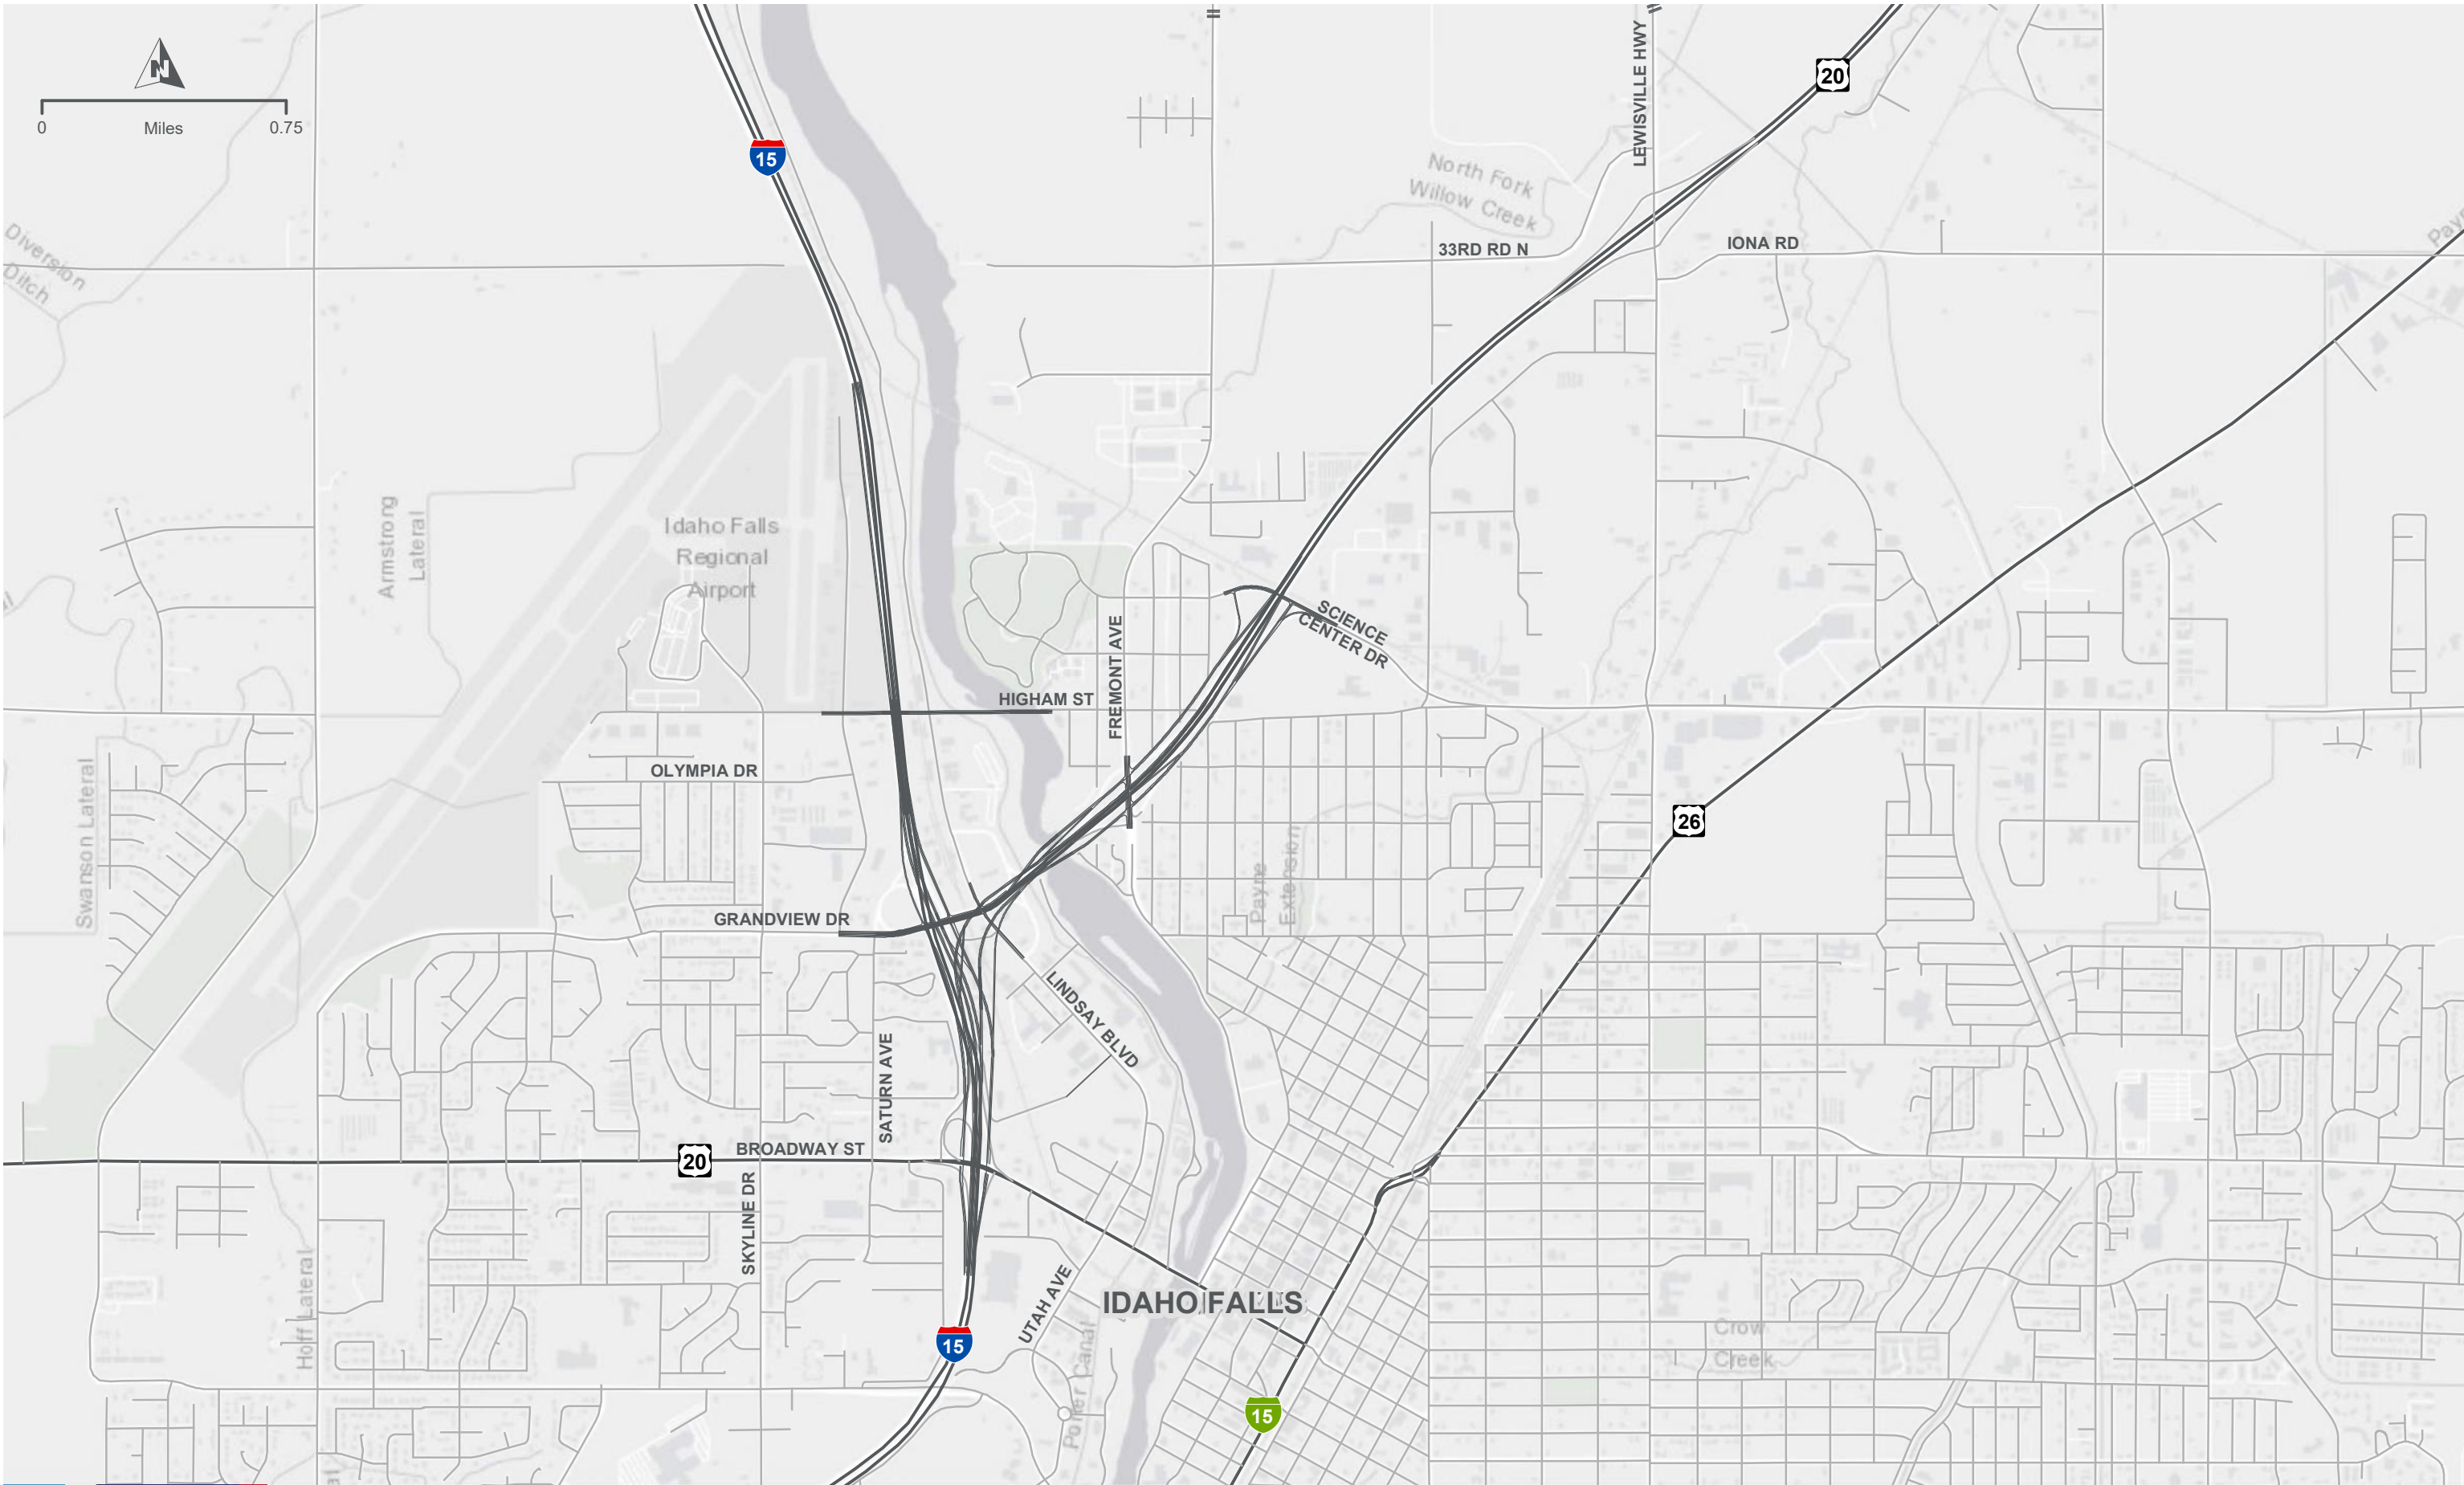 N
0 Miles 0.75
15
20
LEWISVILLE HWY
North Fork
Willow Creek
Diversion
Ditch
33RD RD N
IONA RD
Armstrong
Lateral
Idaho Falls
Regional
Airport
SCIENCE
CENTER DR
FREMONT AVE
HIGHAM ST
OLYMPIA DR
Swanson Lateral
26
Payne
Extension
GRANDVIEW DR
LINDSAY BLVD
SATURN AVE
BROADWAY ST
20
SKYLINE DR
Hoff Lateral
UTAH AVE
IDAHO FALLS
15
Porter Canal
Crow
Creek
15